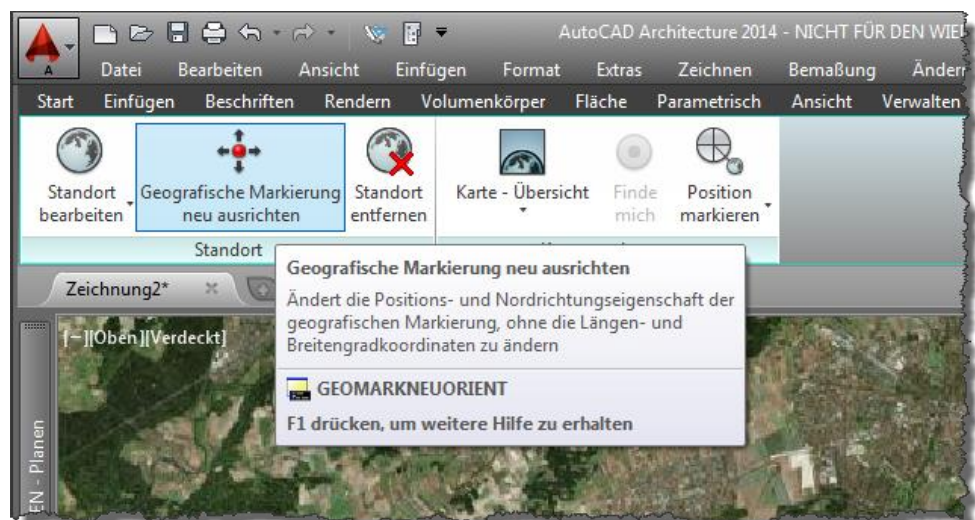 AutoCAD Architecture 2014 - NICHT FÜR DEN
A
Datei Bearbeiten Ansicht Einfügen Format Extras Zeichnen Bemaßung
Start Einfügen Beschriften Rendern Volumenkörper Fläche Parametrisch Ansicht Verwalten
Standort bearbeiten
Geografische Markierung neu ausrichten
Standort entfernen
Karte - Übersicht
Finde mich
Position markieren
Standort
Geografische Markierung neu ausrichten
Ändert die Positions- und Nordrichtungseigenschaft der
geografischen Markierung, ohne die Längen- und
Breitengradkoordinaten zu ändern
GEOMARKNEUORIENT
F1 drücken, um weitere Hilfe zu erhalten
Zeichnung2*
[−][Oben][Verdeckt]
EN - Planen